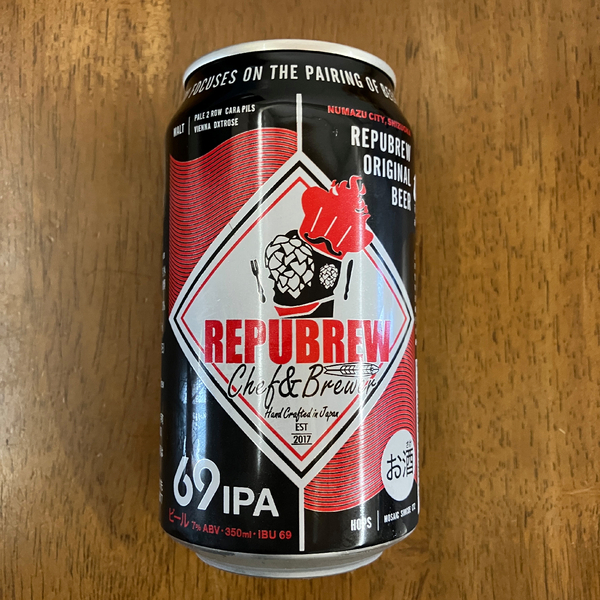 FOCUSES ON THE PAIRING OF
MALT
PALE 2 ROW CARA PILS
VIENNA DXTROSE
NUMAZU CITY, SHIZUOKA
REPUBREW
ORIGINAL
BEER
REPUBREW
Chef&Brewer
Hand Crafted in Japan
EST
2017
69 IPA
ビール 7% ABV・350ml・IBU 69
お酒
HOPS
MOSAIC SIMCOE